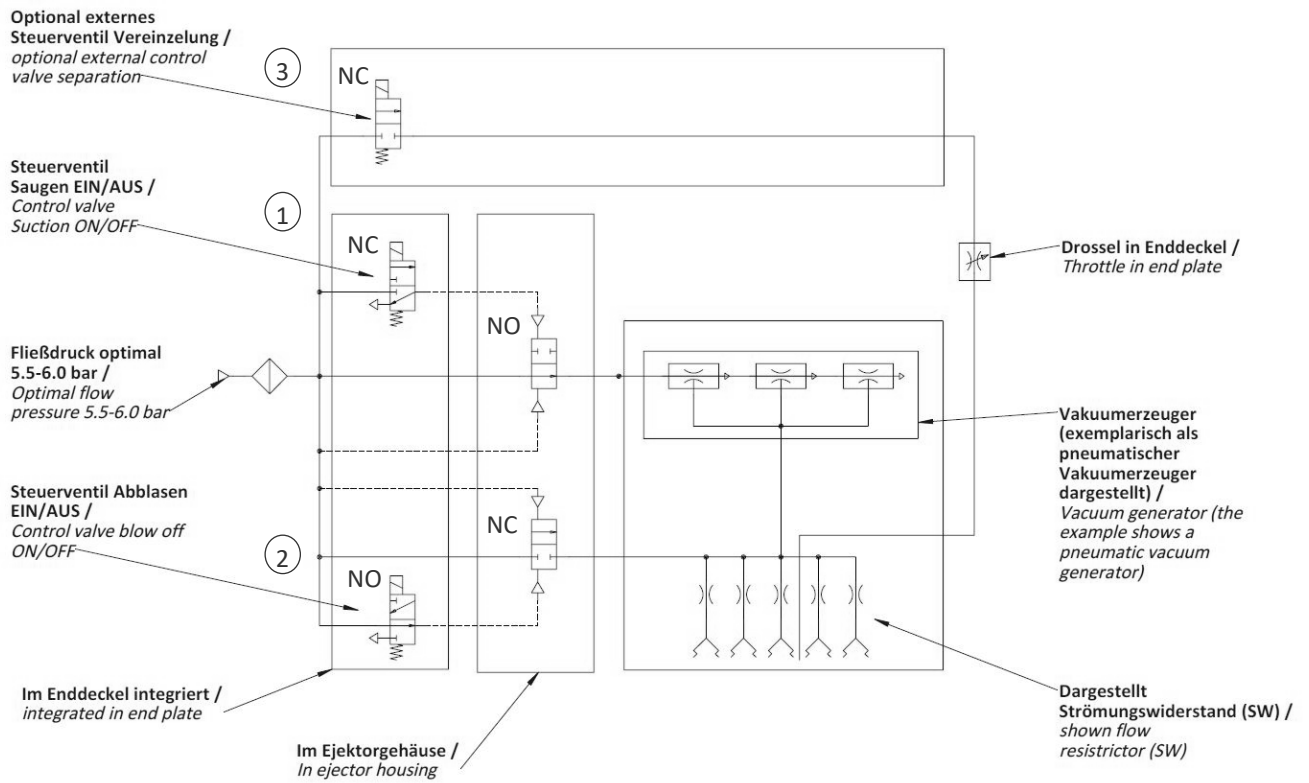 Optional externes
Steuerventil Vereinzelung /
optional external control
valve separation
3
NC
Steuerventil
Saugen EIN/AUS /
Control valve
Suction ON/OFF
1
NC
NO
Drossel in Enddeckel /
Throttle in end plate
Fließdruck optimal
5.5-6.0 bar /
Optimal flow
pressure 5.5-6.0 bar
Vakuumerzeuger
(exemplarisch als
pneumatischer
Vakuumerzeuger
dargestellt) /
Vacuum generator (the
example shows a
pneumatic vacuum
generator)
Steuerventil Abblasen
EIN/AUS /
Control valve blow off
ON/OFF
2
NO
NC
Im Enddeckel integriert /
integrated in end plate
Im Ejektorgehäuse /
In ejector housing
Dargestellt
Strömungswiderstand (SW) /
shown flow
resistrictor (SW)